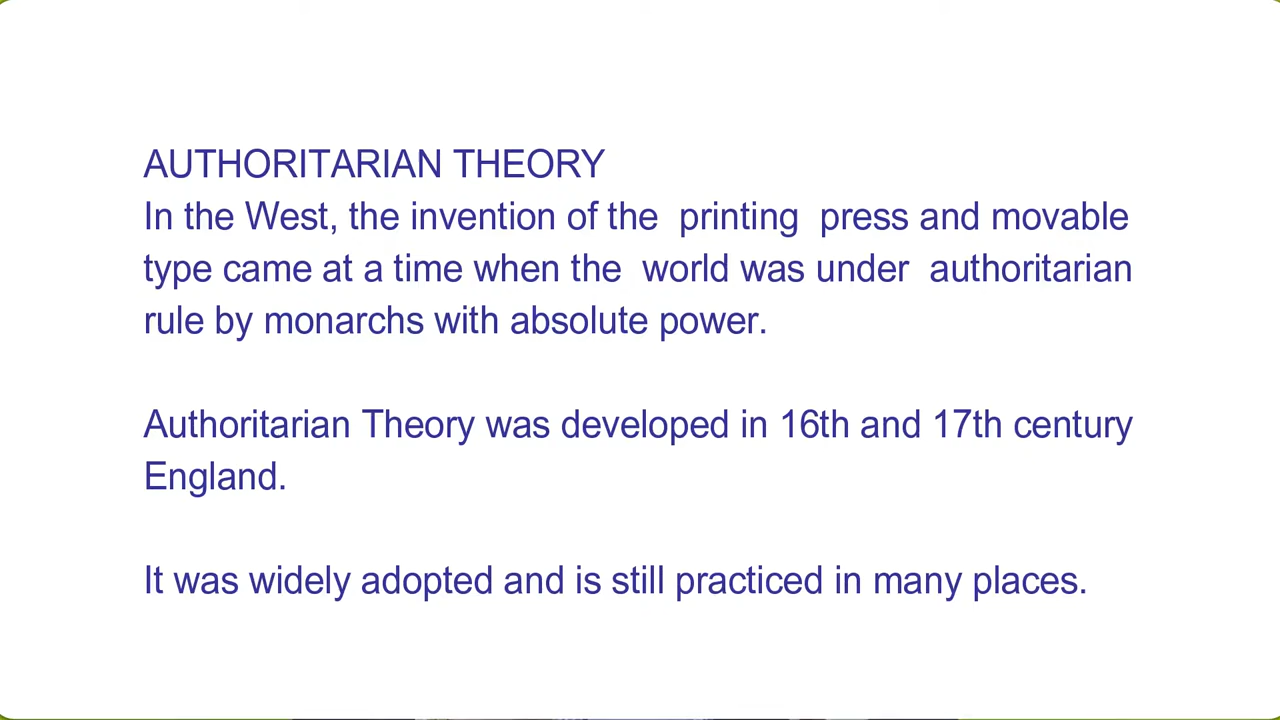 AUTHORITARIAN THEORY
In the West, the invention of the printing press and movable
type came at a time when the world was under authoritarian
rule by monarchs with absolute power.
Authoritarian Theory was developed in 16th and 17th century
England.
It was widely adopted and is still practiced in many places.